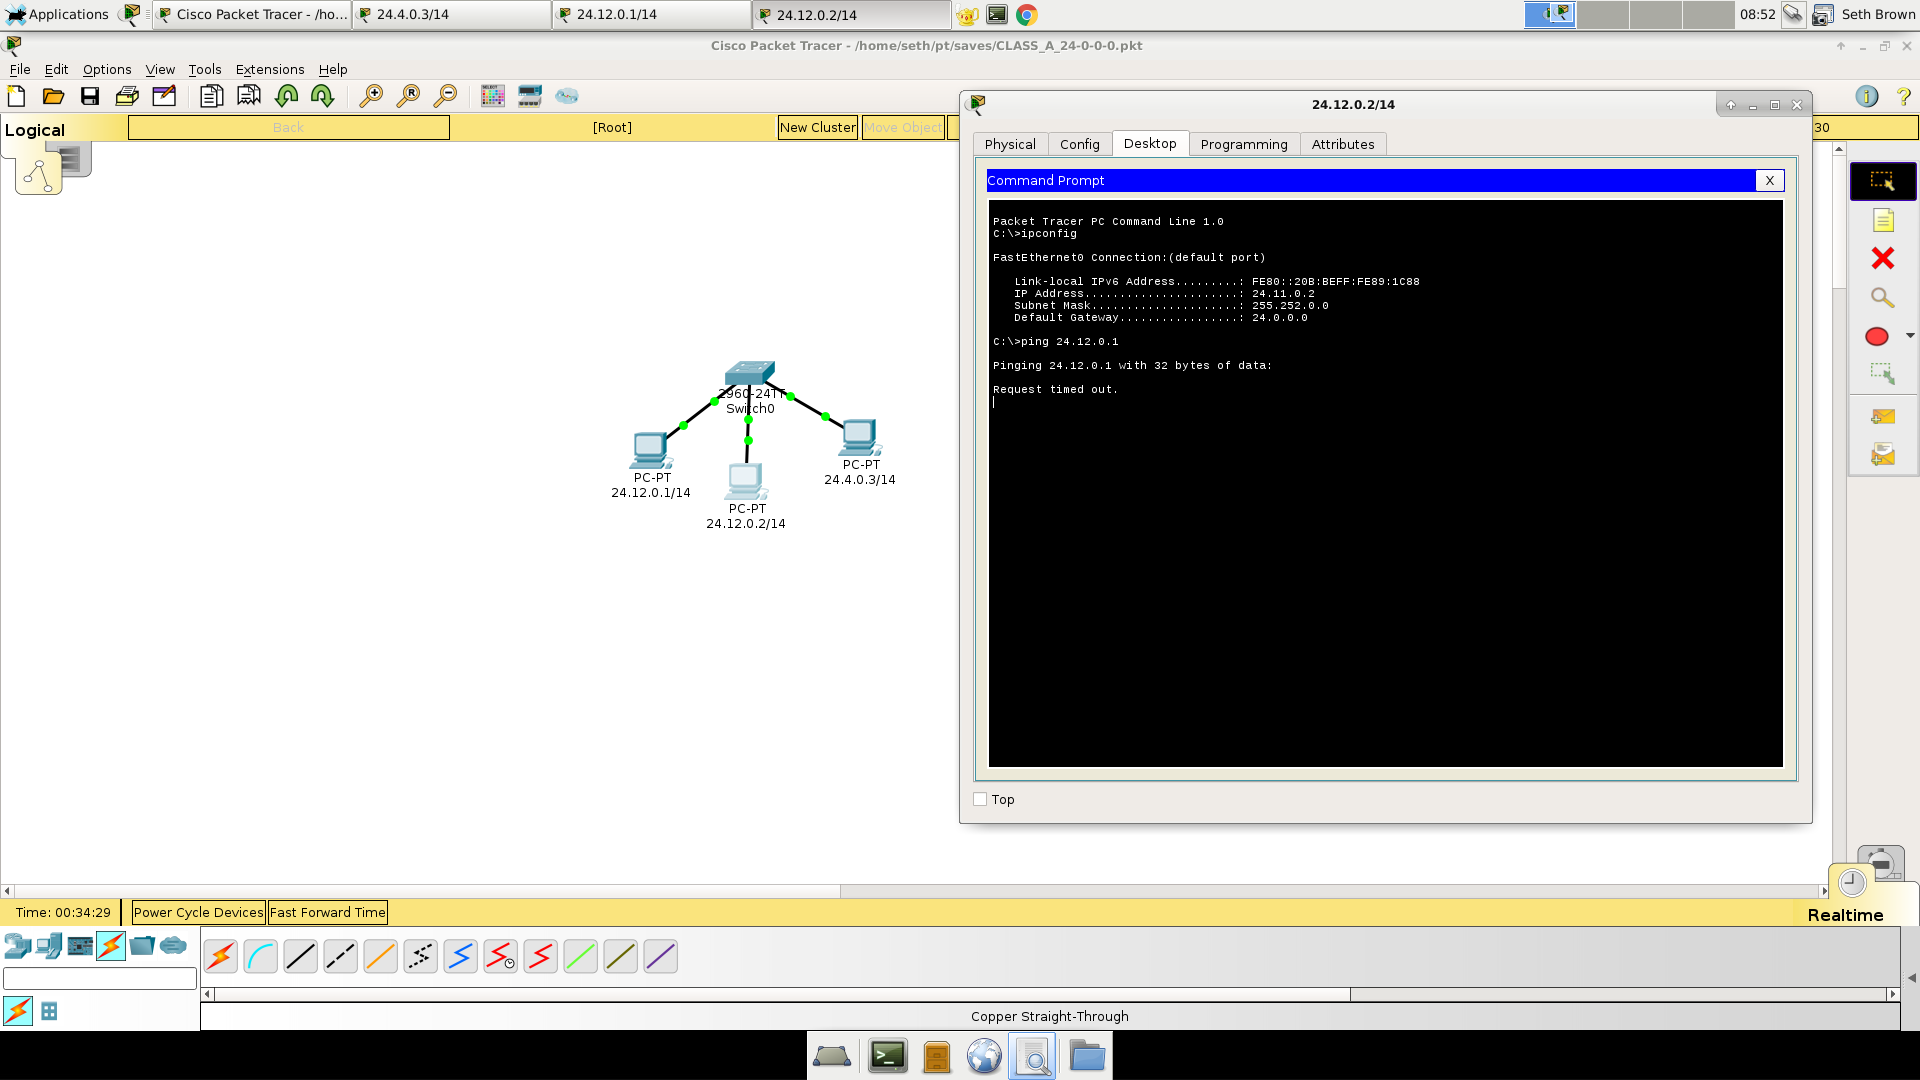 Applications
Cisco Packet Tracer - /ho...
24.4.0.3/14
24.12.0.1/14
24.12.0.2/14
08:52
Seth Brown
Cisco Packet Tracer - /home/seth/pt/saves/CLASS_A_24-0-0-0.pkt
File Edit Options View Tools Extensions Help
Logical
Back
[Root]
New Cluster
Move Object
30
24.12.0.2/14
Physical
Config
Desktop
Programming
Attributes
Command Prompt
X
Packet Tracer PC Command Line 1.0
C:\>ipconfig
FastEthernet0 Connection:(default port)
Link-local IPv6 Address.........: FE80::20B:BEFF:FE89:1C88
IP Address......................: 24.11.0.2
Subnet Mask.....................: 255.252.0.0
Default Gateway.................: 24.0.0.0
C:\>ping 24.12.0.1
Pinging 24.12.0.1 with 32 bytes of data:
Request timed out.
Top
2960-24TT
Switch0
PC-PT
24.12.0.1/14
PC-PT
24.12.0.2/14
PC-PT
24.4.0.3/14
Time: 00:34:29
Power Cycle Devices
Fast Forward Time
Realtime
Copper Straight-Through